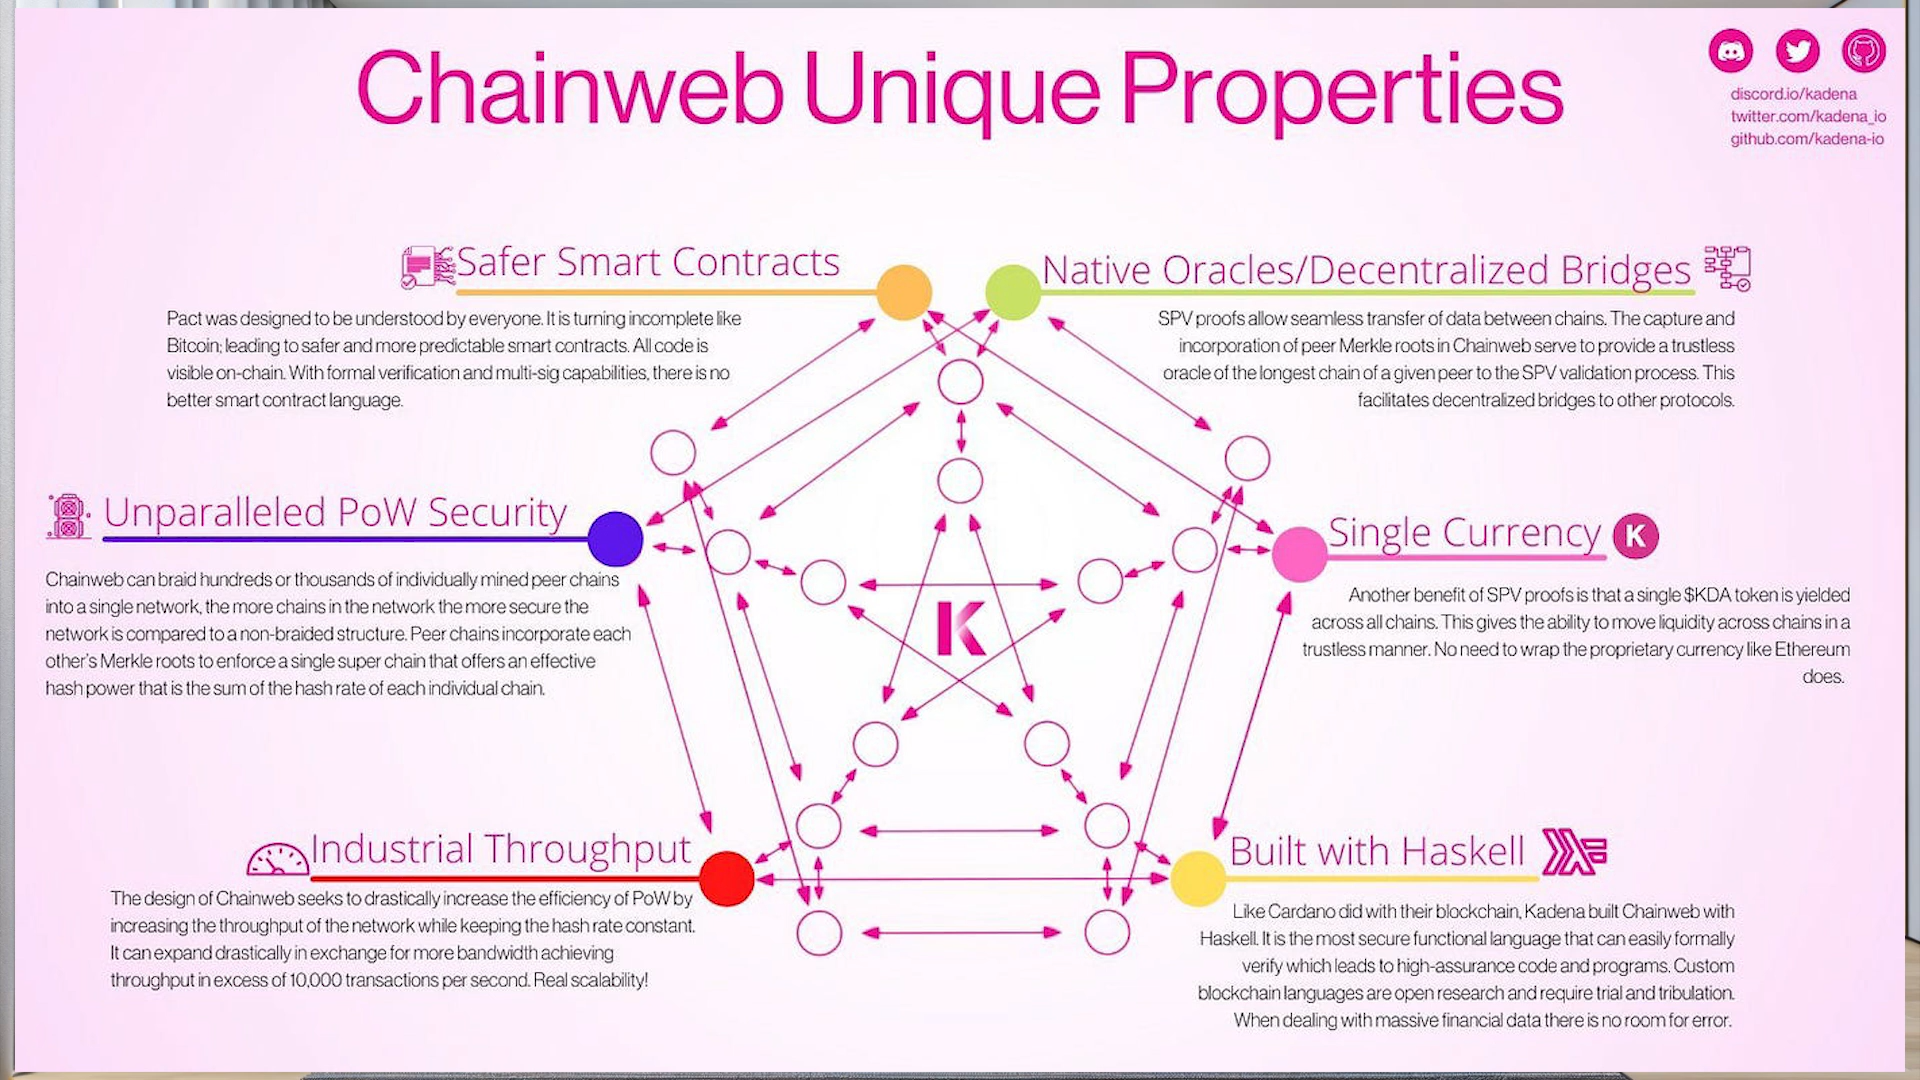 Chainweb Unique Properties
discord.io/kadena
twitter.com/kadena_io
github.com/kadena-io
Safer Smart Contracts
Pact was designed to be understood by everyone. It is turning incomplete like
Bitcoin; leading to safer and more predictable smart contracts. All code is
visible on-chain. With formal verification and multi-sig capabilities, there is no
better smart contract language.
Native Oracles/Decentralized Bridges
SPV proofs allow seamless transfer of data between chains. The capture and
incorporation of peer Merkle roots in Chainweb serve to provide a trustless
oracle of the longest chain of a given peer to the SPV validation process. This
facilitates decentralized bridges to other protocols.
Unparalleled PoW Security
Chainweb can braid hundreds or thousands of individually mined peer chains
into a single network, the more chains in the network the more secure the
network is compared to a non-braided structure. Peer chains incorporate each
other's Merkle roots to enforce a single super chain that offers an effective
hash power that is the sum of the hash rate of each individual chain.
Single Currency
K
Another benefit of SPV proofs is that a single $KDA token is yielded
across all chains. This gives the ability to move liquidity across chains in a
trustless manner. No need to wrap the proprietary currency like Ethereum
does.
K
Industrial Throughput
The design of Chainweb seeks to drastically increase the efficiency of PoW by
increasing the throughput of the network while keeping the hash rate constant.
It can expand drastically in exchange for more bandwidth achieving
throughput in excess of 10,000 transactions per second. Real scalability!
Built with Haskell
Like Cardano did with their blockchain, Kadena built Chainweb with
Haskell. It is the most secure functional language that can easily formally
verify which leads to high-assurance code and programs. Custom
blockchain languages are open research and require trial and tribulation.
When dealing with massive financial data there is no room for error.